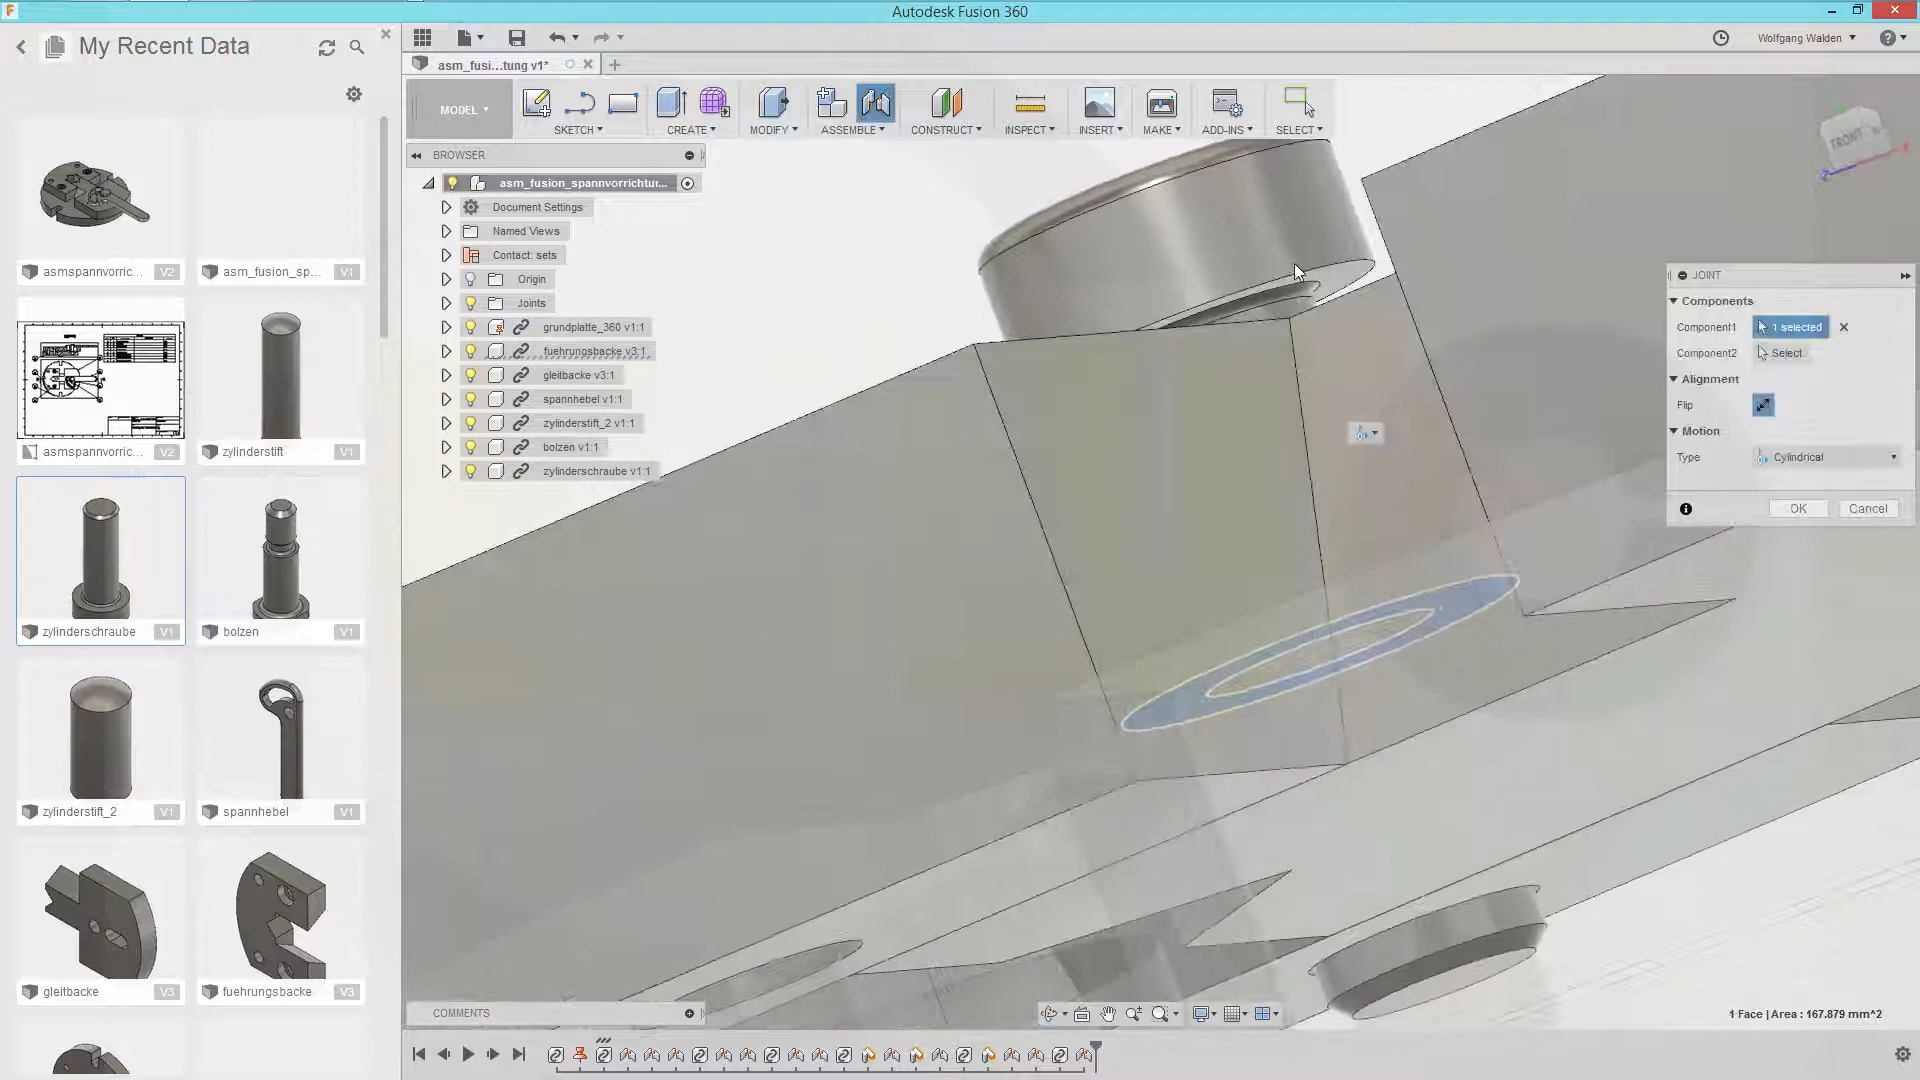 Autodesk Fusion 360
My Recent Data
Wolfgang Walden
asm_fusi...tung v1*
MODEL
SKETCH
CREATE
MODIFY
ASSEMBLE
CONSTRUCT
INSPECT
INSERT
MAKE
ADD-INS
SELECT
BROWSER
asm_fusion_spannvorrichtu...
Document Settings
Named Views
Contact: sets
Origin
Joints
grundplatte_360 v1:1
fuehrungsbacke v3:1
gleitbacke v3:1
spannhebel v1:1
zylinderstift_2 v1:1
bolzen v1:1
zylinderschraube v1:1
asmspannvorric... V2
asm_fusion_sp... V1
asmspannvorric... V2
zylinderstift V1
zylinderschraube V1
bolzen V1
zylinderstift_2 V1
spannhebel V1
gleitbacke V3
fuehrungsbacke V3
FRONT
JOINT
Components
Component1 1 selected
Component2 Select
Alignment
Flip
Motion
Type Cylindrical
OK Cancel
COMMENTS
1 Face | Area : 167.879 mm^2